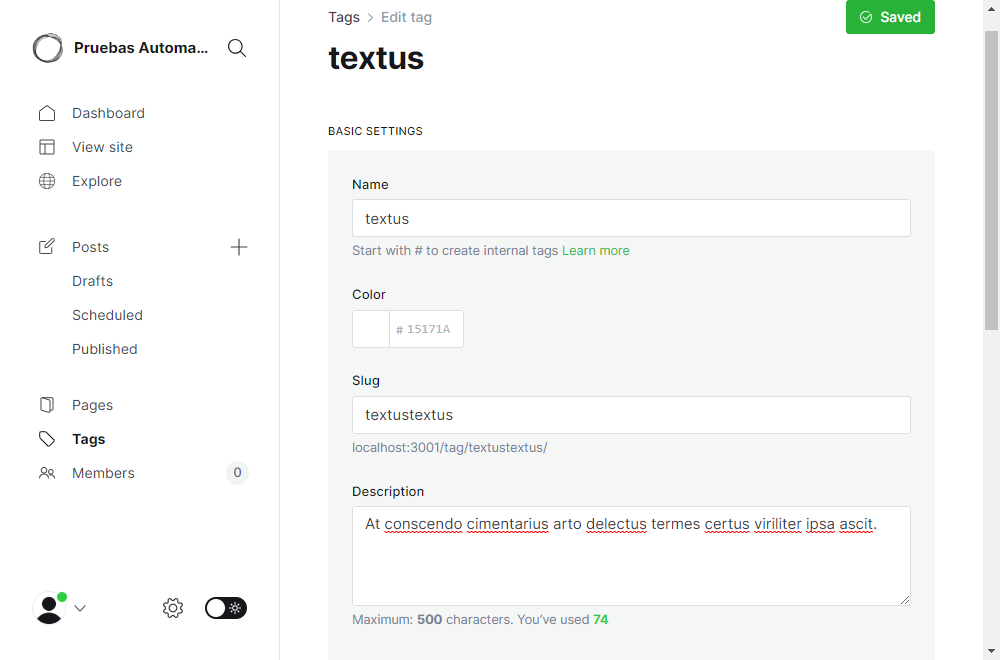 Pruebas Automa...
Dashboard
View site
Explore
Posts
Drafts
Scheduled
Published
Pages
Tags
Members 0
Tags > Edit tag
Saved
textus
BASIC SETTINGS
Name
textus
Start with # to create internal tags Learn more
Color
# 15171A
Slug
textustextus
localhost:3001/tag/textustextus/
Description
At conscendo cimentarius arto delectus termes certus viriliter ipsa ascit.
Maximum: 500 characters. You've used 74